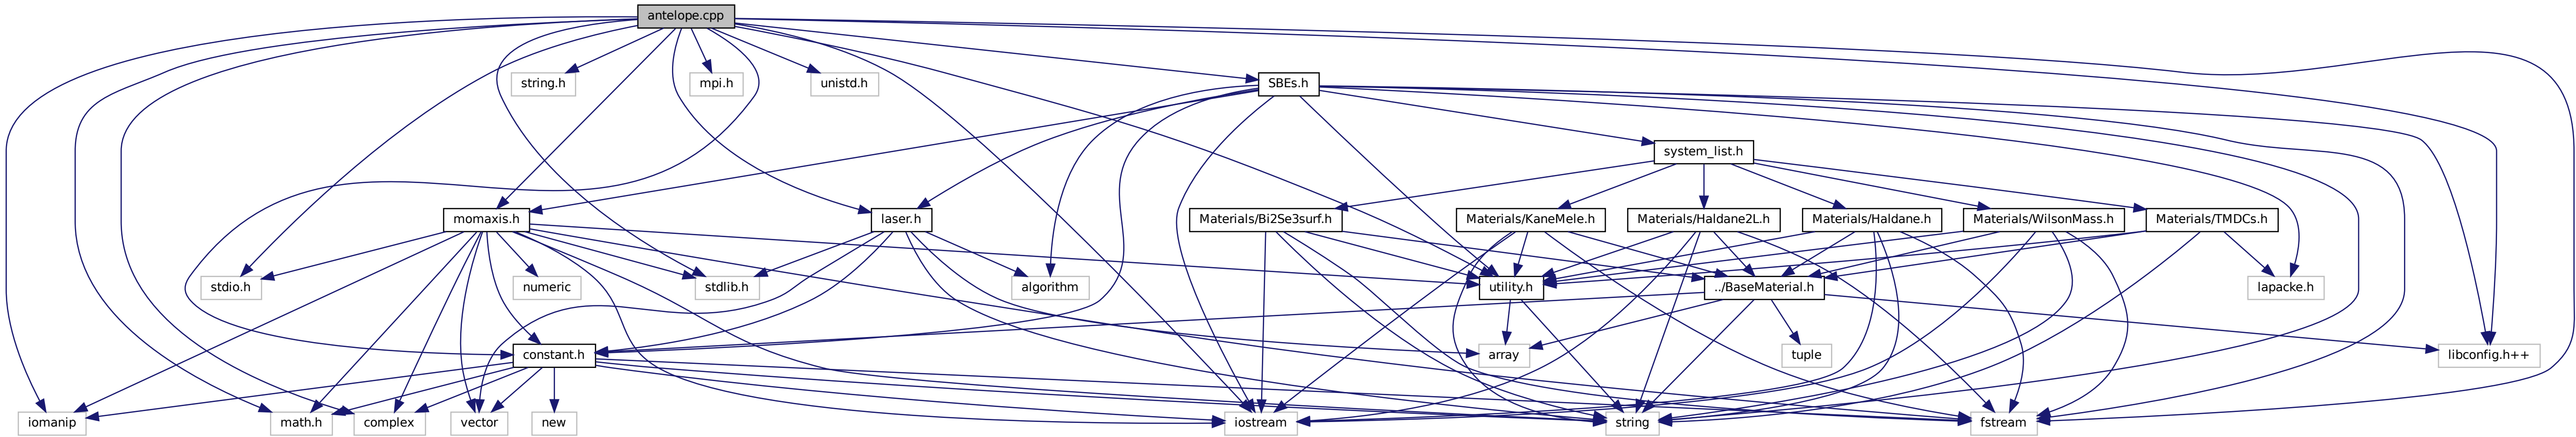 antelope.cpp
string.h
mpi.h
unistd.h
SBEs.h
system_list.h
momaxis.h
laser.h
Materials/Bi2Se3surf.h
Materials/KaneMele.h
Materials/Haldane2L.h
Materials/Haldane.h
Materials/WilsonMass.h
Materials/TMDCs.h
stdio.h
numeric
stdlib.h
algorithm
utility.h
../BaseMaterial.h
lapacke.h
constant.h
array
tuple
libconfig.h++
iomanip
math.h
complex
vector
new
iostream
string
fstream